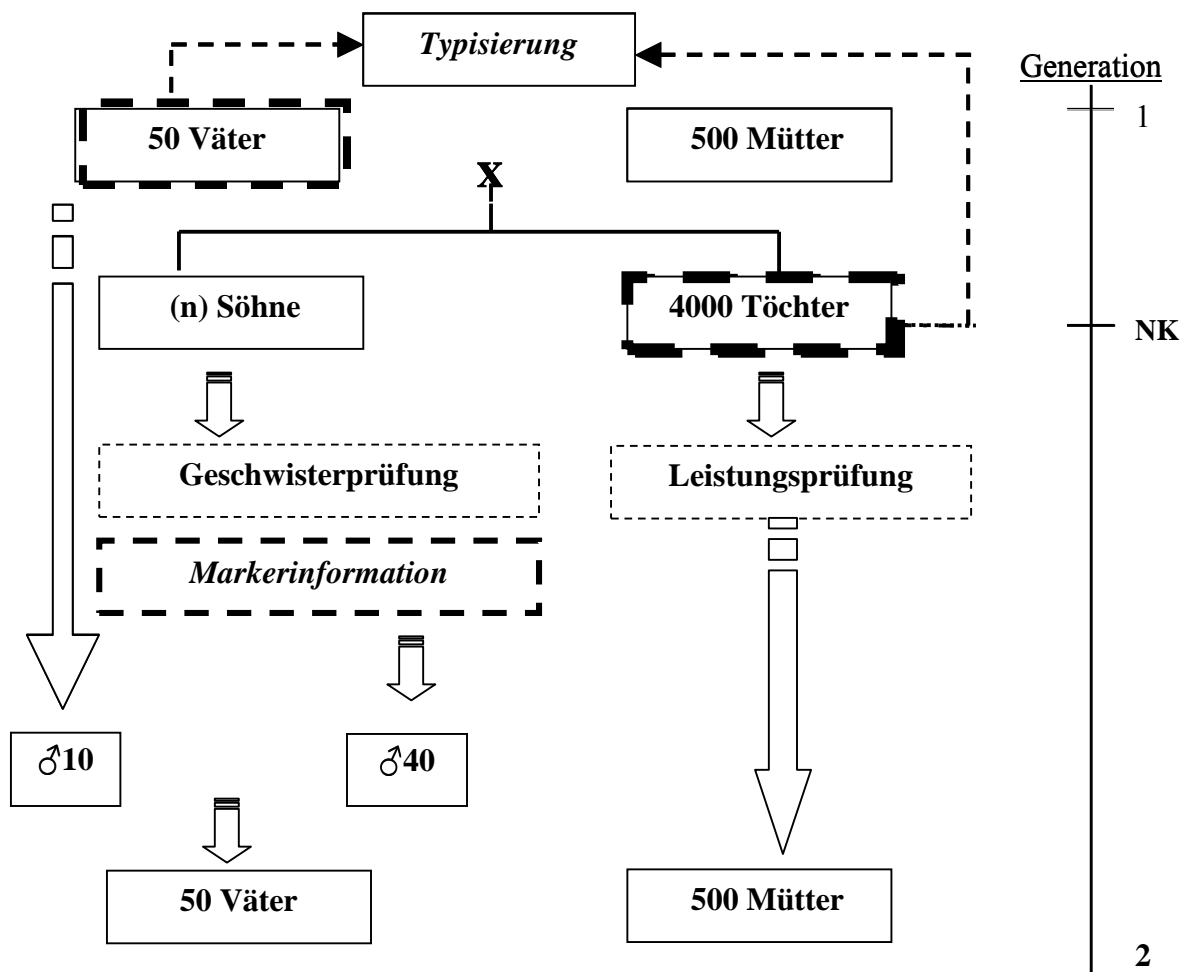 Typisierung
Generation
50 Väter
500 Mütter
1
X
(n) Söhne
4000 Töchter
NK
Geschwisterprüfung
Leistungsprüfung
Markerinformation
♂10
♂40
50 Väter
500 Mütter
2